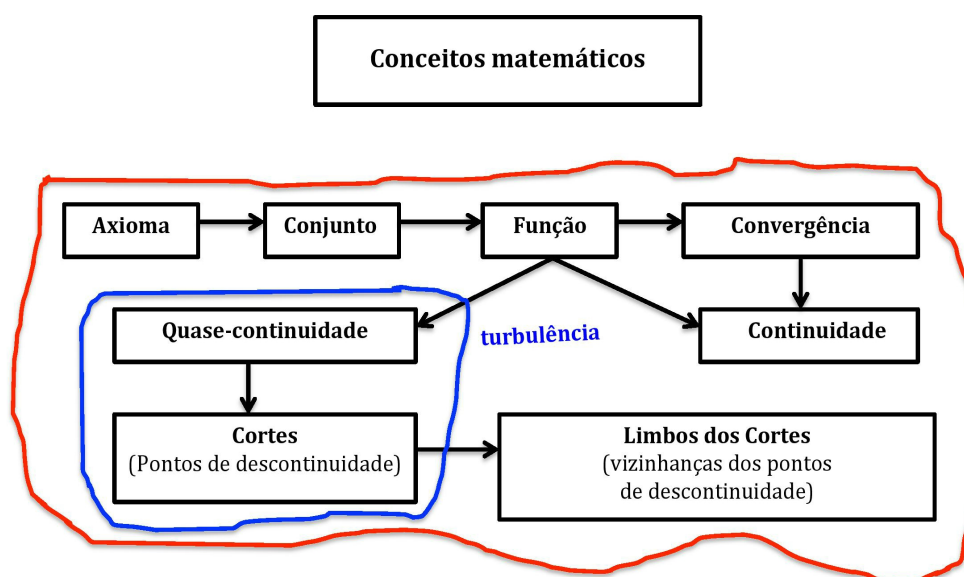 Conceitos matemáticos
Axioma
Conjunto
Função
Convergência
Quase-continuidade
turbulência
Continuidade
Cortes
(Pontos de descontinuidade)
Limbos dos Cortes
(vizinhanças dos pontos
de descontinuidade)